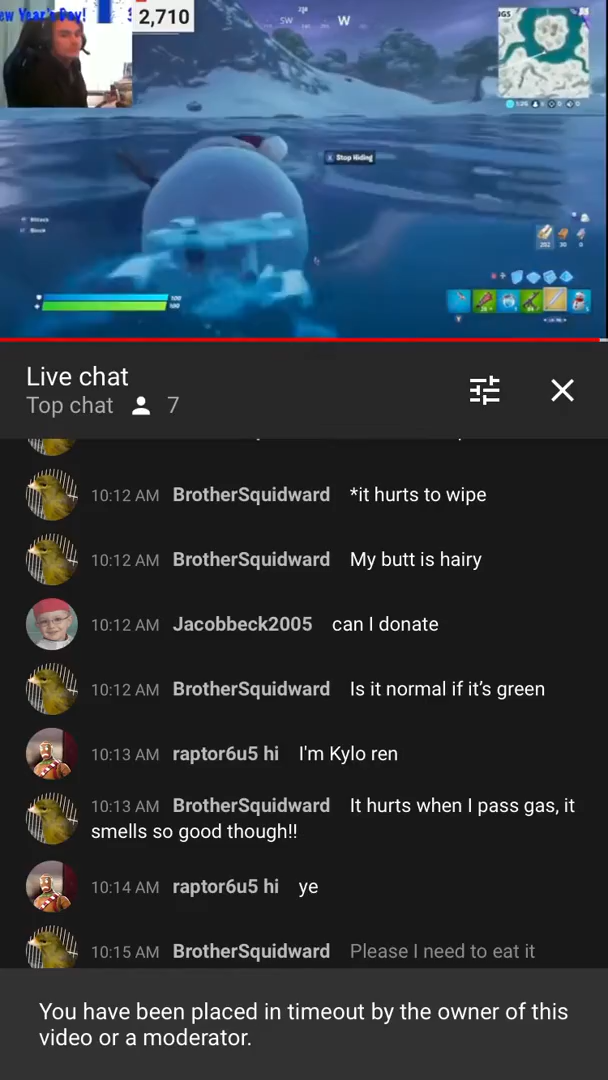 ew Year's Day!
2,710
SW
W
Stop Hiding
100
100
Live chat
Top chat 7
10:12 AM BrotherSquidward *it hurts to wipe
10:12 AM BrotherSquidward My butt is hairy
10:12 AM Jacobbeck2005 can I donate
10:12 AM BrotherSquidward Is it normal if it’s green
10:13 AM raptor6u5 hi I'm Kylo ren
10:13 AM BrotherSquidward It hurts when I pass gas, it
smells so good though!!
10:14 AM raptor6u5 hi ye
10:15 AM BrotherSquidward Please I need to eat it
You have been placed in timeout by the owner of this
video or a moderator.